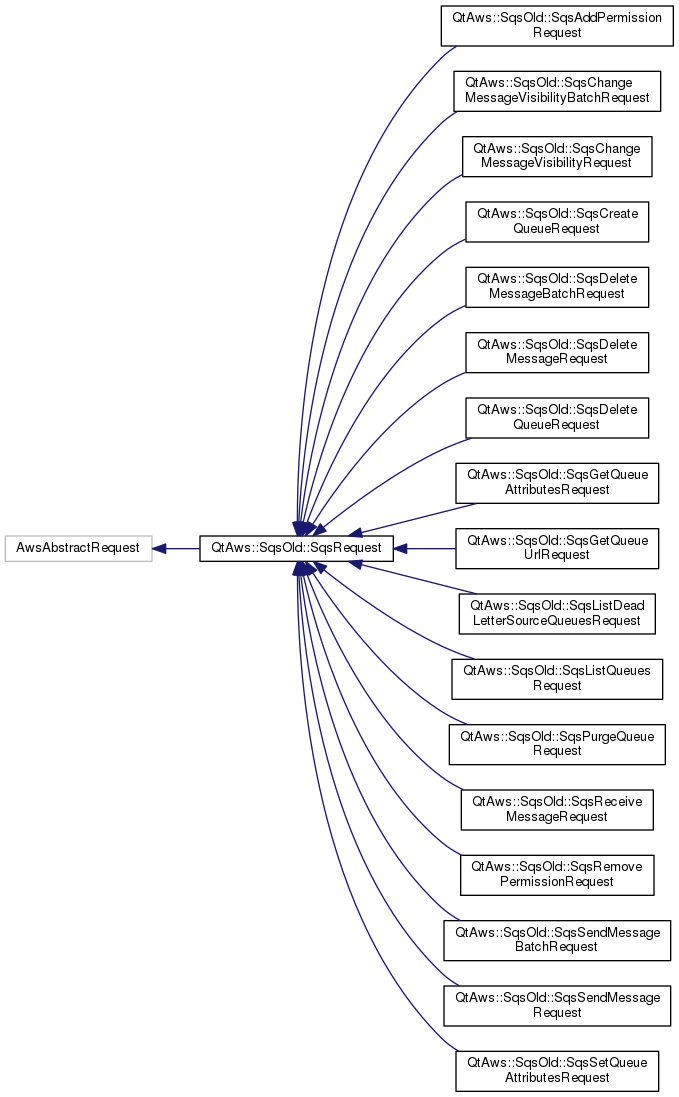 QtAws::SqsOld::SqsAddPermission
Request
QtAws::SqsOld::SqsChange
MessageVisibilityBatchRequest
QtAws::SqsOld::SqsChange
MessageVisibilityRequest
QtAws::SqsOld::SqsCreate
QueueRequest
QtAws::SqsOld::SqsDelete
MessageBatchRequest
QtAws::SqsOld::SqsDelete
MessageRequest
QtAws::SqsOld::SqsDelete
QueueRequest
QtAws::SqsOld::SqsGetQueue
AttributesRequest
AwsAbstractRequest
QtAws::SqsOld::SqsRequest
QtAws::SqsOld::SqsGetQueue
UrlRequest
QtAws::SqsOld::SqsListDead
LetterSourceQueuesRequest
QtAws::SqsOld::SqsListQueues
Request
QtAws::SqsOld::SqsPurgeQueue
Request
QtAws::SqsOld::SqsReceive
MessageRequest
QtAws::SqsOld::SqsRemove
PermissionRequest
QtAws::SqsOld::SqsSendMessage
BatchRequest
QtAws::SqsOld::SqsSendMessage
Request
QtAws::SqsOld::SqsSetQueue
AttributesRequest